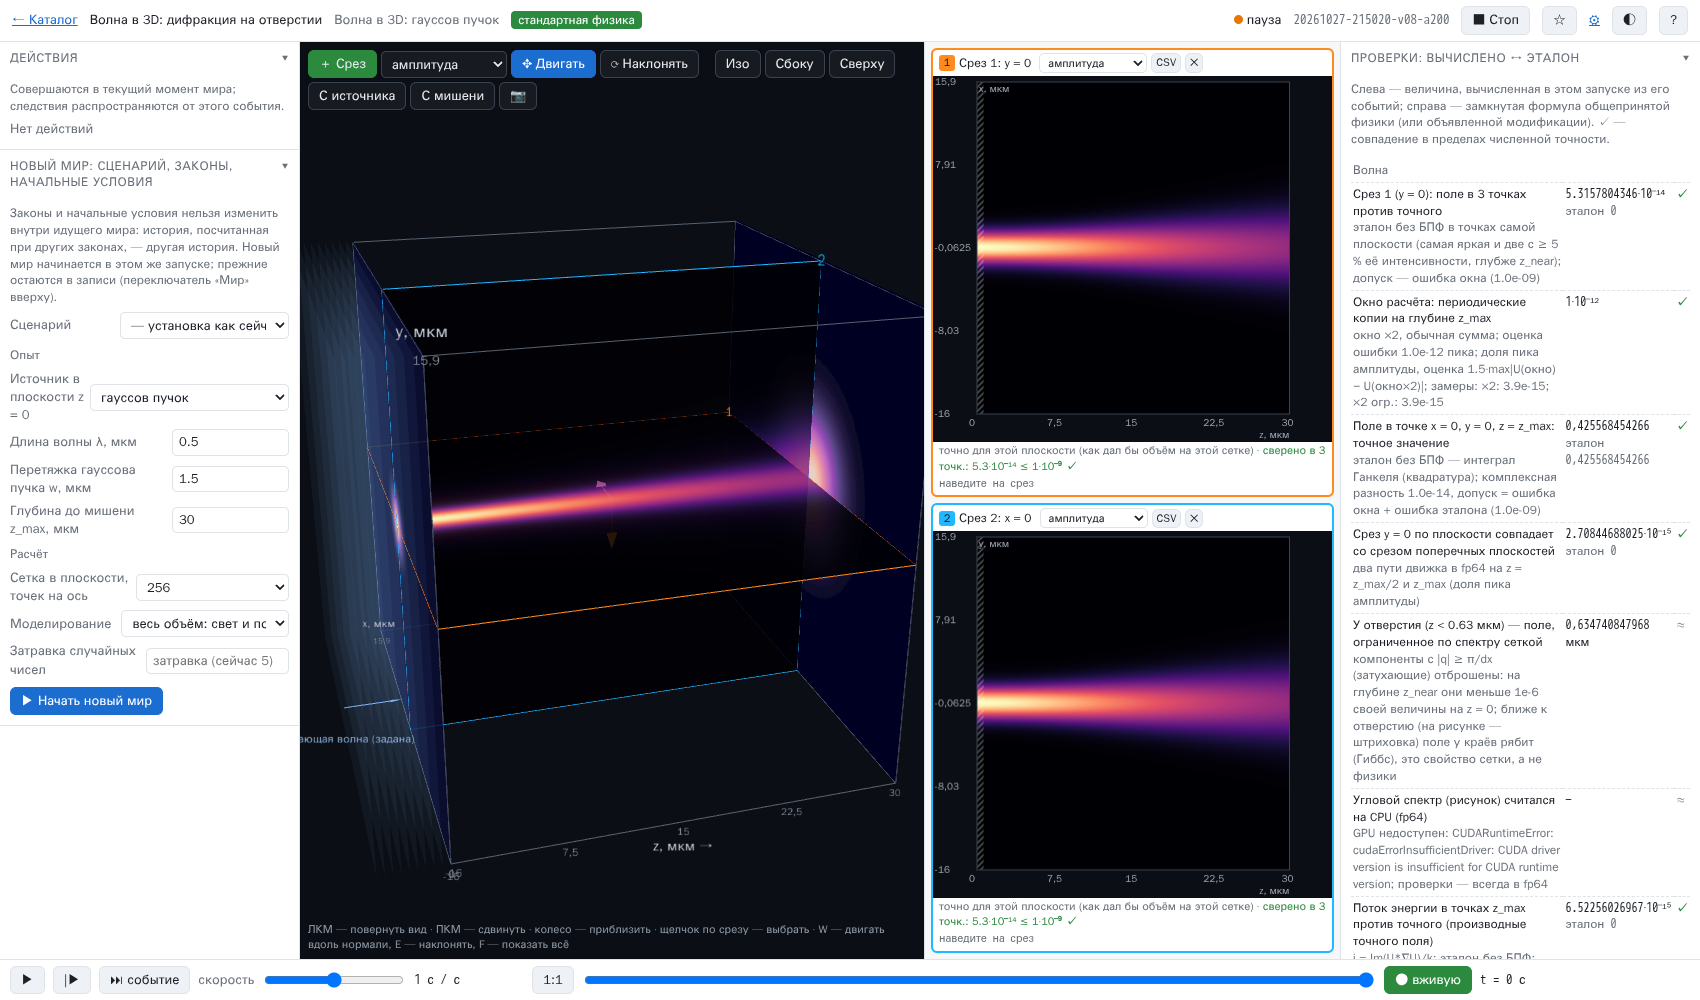 ← Каталог Волна в 3D: дифракция на отверстии Волна в 3D: гауссов пучок стандартная физика
пауза 20261027-215020-v08-a200 Стоп ☆ ⚙ ?
ДЕЙСТВИЯ
Совершаются в текущий момент мира;
следствия распространяются от этого события.
Нет действий
НОВЫЙ МИР: СЦЕНАРИЙ, ЗАКОНЫ,
НАЧАЛЬНЫЕ УСЛОВИЯ
Законы и начальные условия нельзя изменить
внутри идущего мира: история, посчитанная
при других законах, — другая история. Новый
мир начинается в этом же запуске; прежние
остаются в записи (переключатель «Мир»
вверху).
Сценарий — установка как сейч
Опыт
Источник в
плоскости z
= 0
гауссов пучок
Длина волны λ, мкм 0.5
Перетяжка гауссова
пучка w, мкм
1.5
Глубина до мишени
z_max, мкм
30
Расчёт
Сетка в плоскости,
точек на ось
256
Моделирование весь объём: свет и пс
Затравка случайных
чисел
затравка (сейчас 5)
▶ Начать новый мир
+ Срез амплитуда Двигать Наклонять Изо Сбоку Сверху
С источника С мишени
2
y, мкм
15,9
1
x, мкм
15,9
ающая волна (задана)
30
22,5
15
z, мкм →
7,5
-16
ЛКМ — повернуть вид · ПКМ — сдвинуть · колесо — приблизить · щелчок по срезу — выбрать · W — двигать
вдоль нормали, E — наклонять, F — показать всё
1 Срез 1: y = 0 амплитуда CSV ✕
15,9
x, мкм
7,91
-0,0625
-8,03
-16
0 7,5 15 22,5 30
z, мкм
точно для этой плоскости (как дал бы объём на этой сетке) · сверено в 3
точк.: 5.3·10⁻¹⁴ ≤ 1·10⁻⁹ ✓
наведите на срез
2 Срез 2: x = 0 амплитуда CSV ✕
15,9
y, мкм
7,91
-0,0625
-8,03
-16
0 7,5 15 22,5 30
z, мкм
точно для этой плоскости (как дал бы объём на этой сетке) · сверено в 3
точк.: 5.3·10⁻¹⁴ ≤ 1·10⁻⁹ ✓
наведите на срез
ПРОВЕРКИ: ВЫЧИСЛЕНО ↔ ЭТАЛОН
Слева — величина, вычисленная в этом запуске из его
событий; справа — замкнутая формула общепринятой
физики (или объявленной модификации). ✓ —
совпадение в пределах численной точности.
Волна
Срез 1 (y = 0): поле в 3 точках
против точного
5.3157804346·10⁻¹⁴ ✓
эталон 0
эталон без БПФ в точках самой
плоскости (самая яркая и две с ≥ 5
% её интенсивности, глубже z_near);
допуск — ошибка окна (1.0e-09)
Окно расчёта: периодические
копии на глубине z_max
1·10⁻¹² ✓
окно ×2, обычная сумма; оценка
ошибки 1.0e-12 пика; доля пика
амплитуды, оценка 1.5·max|U(окно)
− U(окно×2)|; замеры: ×2: 3.9e-15;
×2 огр.: 3.9e-15
Поле в точке x = 0, y = 0, z = z_max:
точное значение
0,425568454266 ✓
эталон
0,425568454266
эталон без БПФ — интеграл
Ганкеля (квадратура); комплексная
разность 1.0e-14, допуск = ошибка
окна + ошибка эталона (1.0e-09)
Срез y = 0 по плоскости совпадает
со срезом поперечных плоскостей
2.70844688025·10⁻¹⁵ ✓
эталон 0
два пути движка в fp64 на z =
z_max/2 и z_max (доля пика
амплитуды)
У отверстия (z < 0.63 мкм) — поле,
ограниченное по спектру сеткой
0,634740847968
мкм
≈
компоненты с |q| ≥ π/dx
(затухающие) отброшены: на
глубине z_near они меньше 1e-6
своей величины на z = 0; ближе к
отверстию (на рисунке —
штриховка) поле у краёв рябит
(Гиббс), это свойство сетки, а не
физики
Угловой спектр (рисунок) считался
на CPU (fp64)
– ≈
GPU недоступен: CUDARuntimeError:
cudaErrorInsufficientDriver: CUDA driver
version is insufficient for CUDA runtime
version; проверки — всегда в fp64
Поток энергии в точках z_max
против точного (производные
точного поля)
6.52256026967·10⁻¹⁵ ✓
эталон 0
j = Im(U*∇U)/k; эталон без БПФ:
▶ |▶ ⏭ событие скорость 1 с / с 1:1 вживую t = 0 с